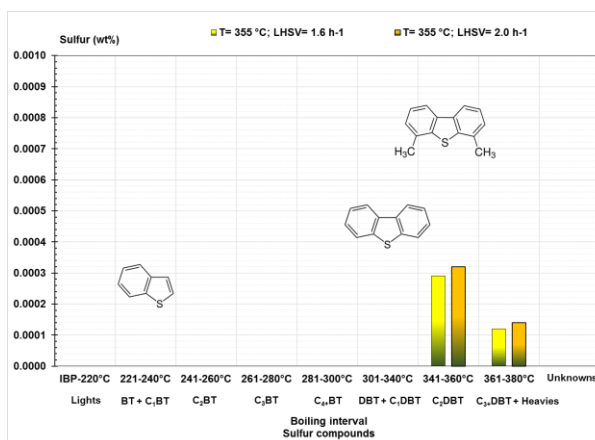 Sulfur (wt%)
T= 355 °C; LHSV= 1.6 h-1
T= 355 °C; LHSV= 2.0 h-1
0.0010
0.0009
0.0008
0.0007
0.0006
0.0005
0.0004
0.0003
0.0002
0.0001
0.0000
S
H₃C
CH₃
S
S
IBP-220°C 221-240°C 241-260°C 261-280°C 281-300°C 301-340°C 341-360°C 361-380°C Unknowns
Lights BT + C₁BT C₂BT C₃BT C₄₊BT DBT + C₁DBT C₂DBT C₃₊DBT + Heavies
Boiling interval
Sulfur compounds